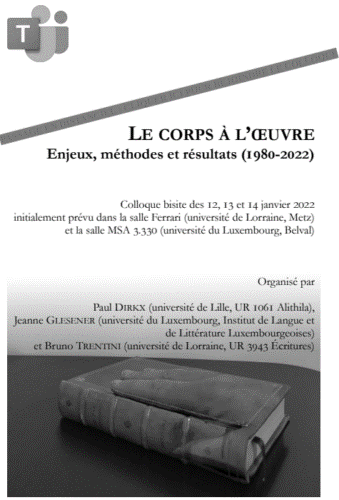 T
LE CORPS À L'ŒUVRE
Enjeux, méthodes et résultats (1980-2022)
Colloque bisite des 12, 13 et 14 janvier 2022
initialement prévu dans la salle Ferrari (université de Lorraine, Metz)
et la salle MSA 3.330 (université du Luxembourg, Belval)
Organisé par
Paul DIRKX (université de Lille, UR 1061 Alithila),
Jeanne GLESENER (université du Luxembourg, Institut de Langue et
de Littérature Luxembourgeoises)
et Bruno TRENTINI (université de Lorraine, UR 3943 Écritures)